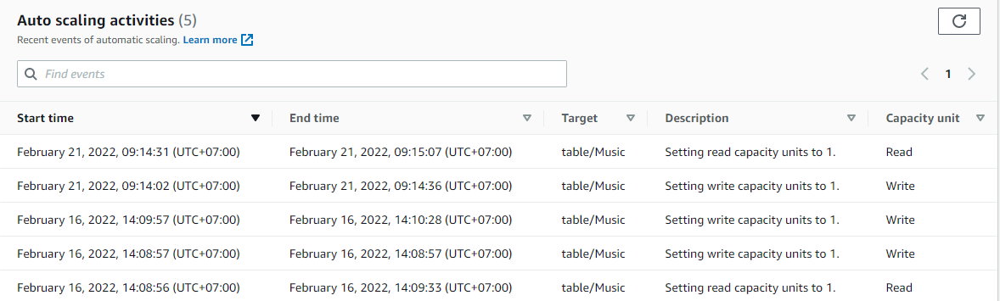 Auto scaling activities (5)
Recent events of automatic scaling. Learn more
Find events
1
Start time End time Target Description Capacity unit
February 21, 2022, 09:14:31 (UTC+07:00) February 21, 2022, 09:15:07 (UTC+07:00) table/Music Setting read capacity units to 1. Read
February 21, 2022, 09:14:02 (UTC+07:00) February 21, 2022, 09:14:36 (UTC+07:00) table/Music Setting write capacity units to 1. Write
February 16, 2022, 14:09:57 (UTC+07:00) February 16, 2022, 14:10:28 (UTC+07:00) table/Music Setting write capacity units to 1. Write
February 16, 2022, 14:08:57 (UTC+07:00) February 16, 2022, 14:08:57 (UTC+07:00) table/Music Setting write capacity units to 1. Write
February 16, 2022, 14:08:56 (UTC+07:00) February 16, 2022, 14:09:33 (UTC+07:00) table/Music Setting read capacity units to 1. Read